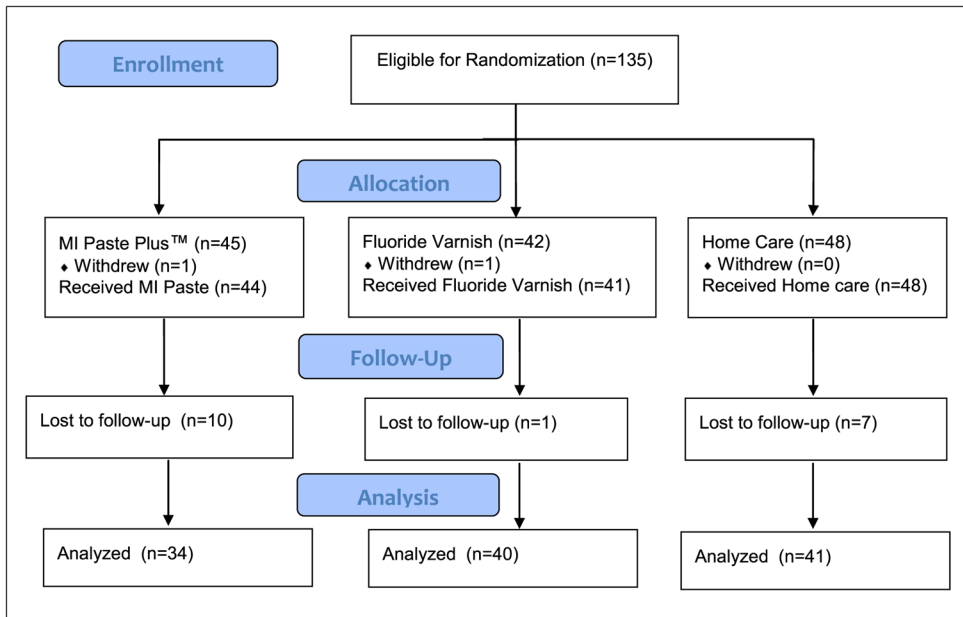 Enrollment
Eligible for Randomization (n=135)
Allocation
MI Paste Plus™ (n=45)
♦ Withdrew (n=1)
Received MI Paste (n=44)
Fluoride Varnish (n=42)
♦ Withdrew (n=1)
Received Fluoride Varnish (n=41)
Home Care (n=48)
♦ Withdrew (n=0)
Received Home care (n=48)
Follow-Up
Lost to follow-up (n=10)
Lost to follow-up (n=1)
Lost to follow-up (n=7)
Analysis
Analyzed (n=34)
Analyzed (n=40)
Analyzed (n=41)